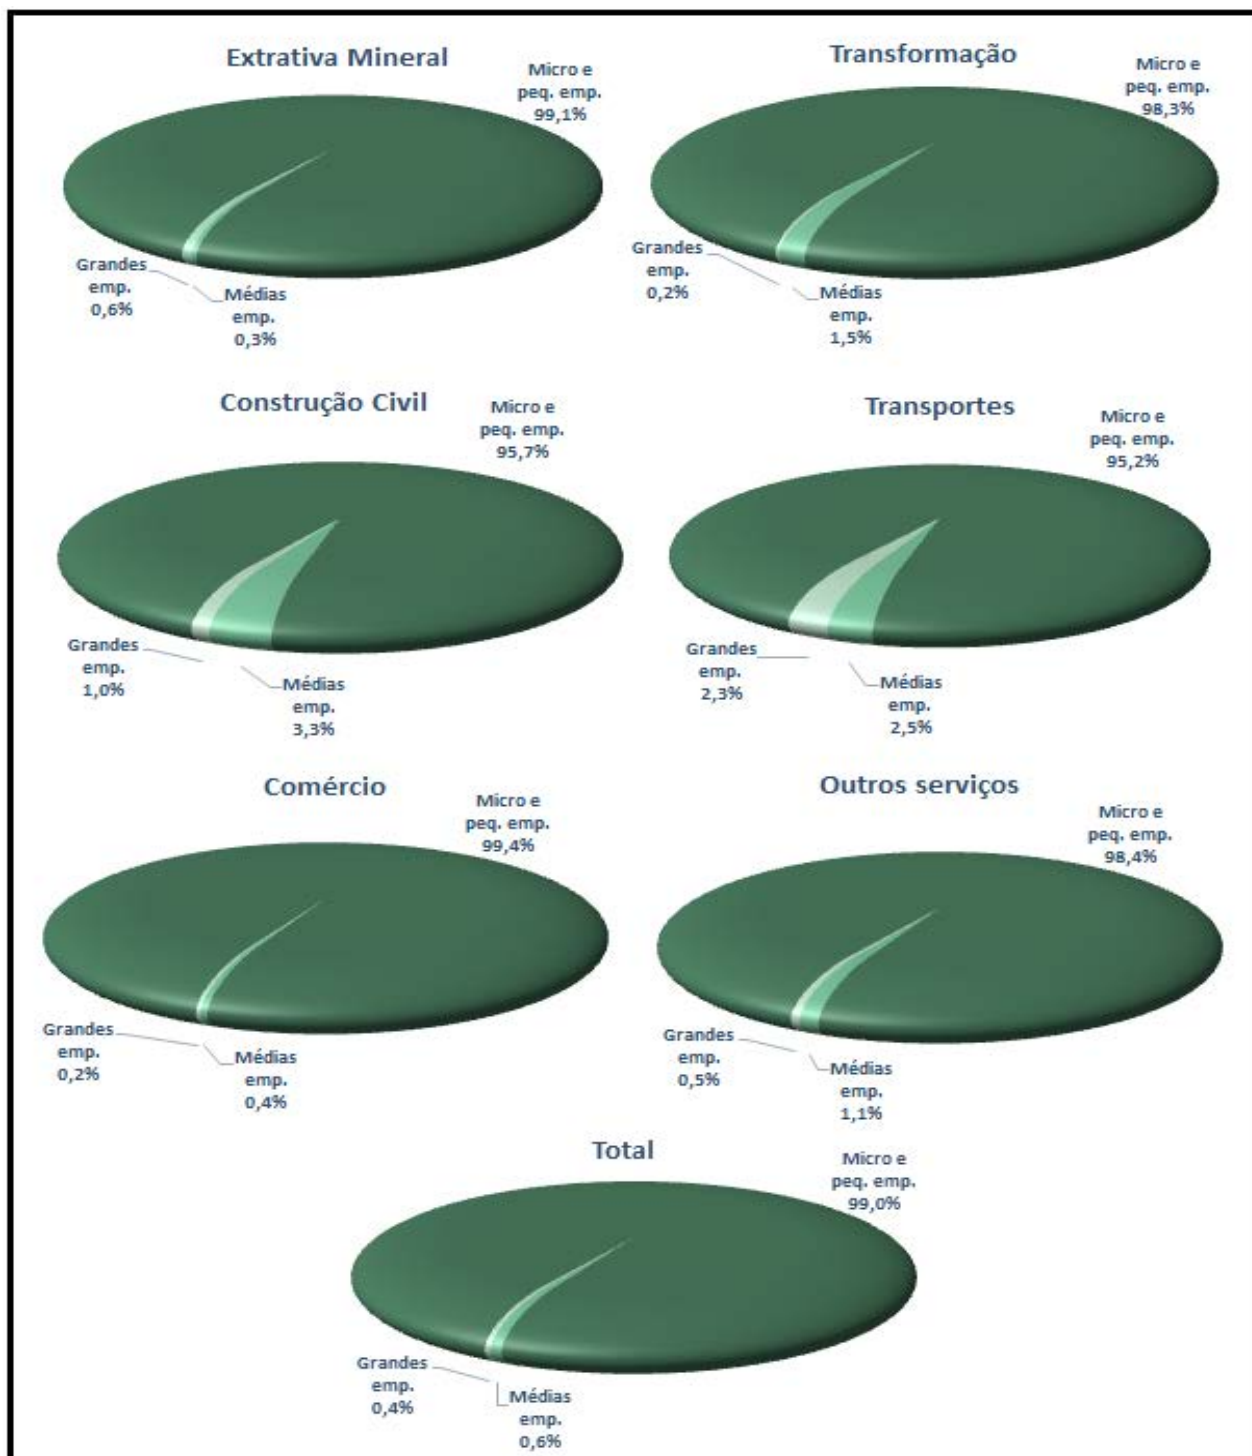 Extrativa Mineral
Micro e
peq. emp.
99,1%
Grandes
emp.
0,6%
Médias
emp.
0,3%
Transformação
Micro e
peq. emp.
98,3%
Grandes
emp.
0,2%
Médias
emp.
1,5%
Construção Civil
Micro e
peq. emp.
95,7%
Grandes
emp.
1,0%
Médias
emp.
3,3%
Transportes
Micro e
peq. emp.
95,2%
Grandes
emp.
2,3%
Médias
emp.
2,5%
Comércio
Micro e
peq. emp.
99,4%
Grandes
emp.
0,2%
Médias
emp.
0,4%
Outros serviços
Micro e
peq. emp.
98,4%
Grandes
emp.
0,5%
Médias
emp.
1,1%
Total
Micro e
peq. emp.
99,0%
Grandes
emp.
0,4%
Médias
emp.
0,6%